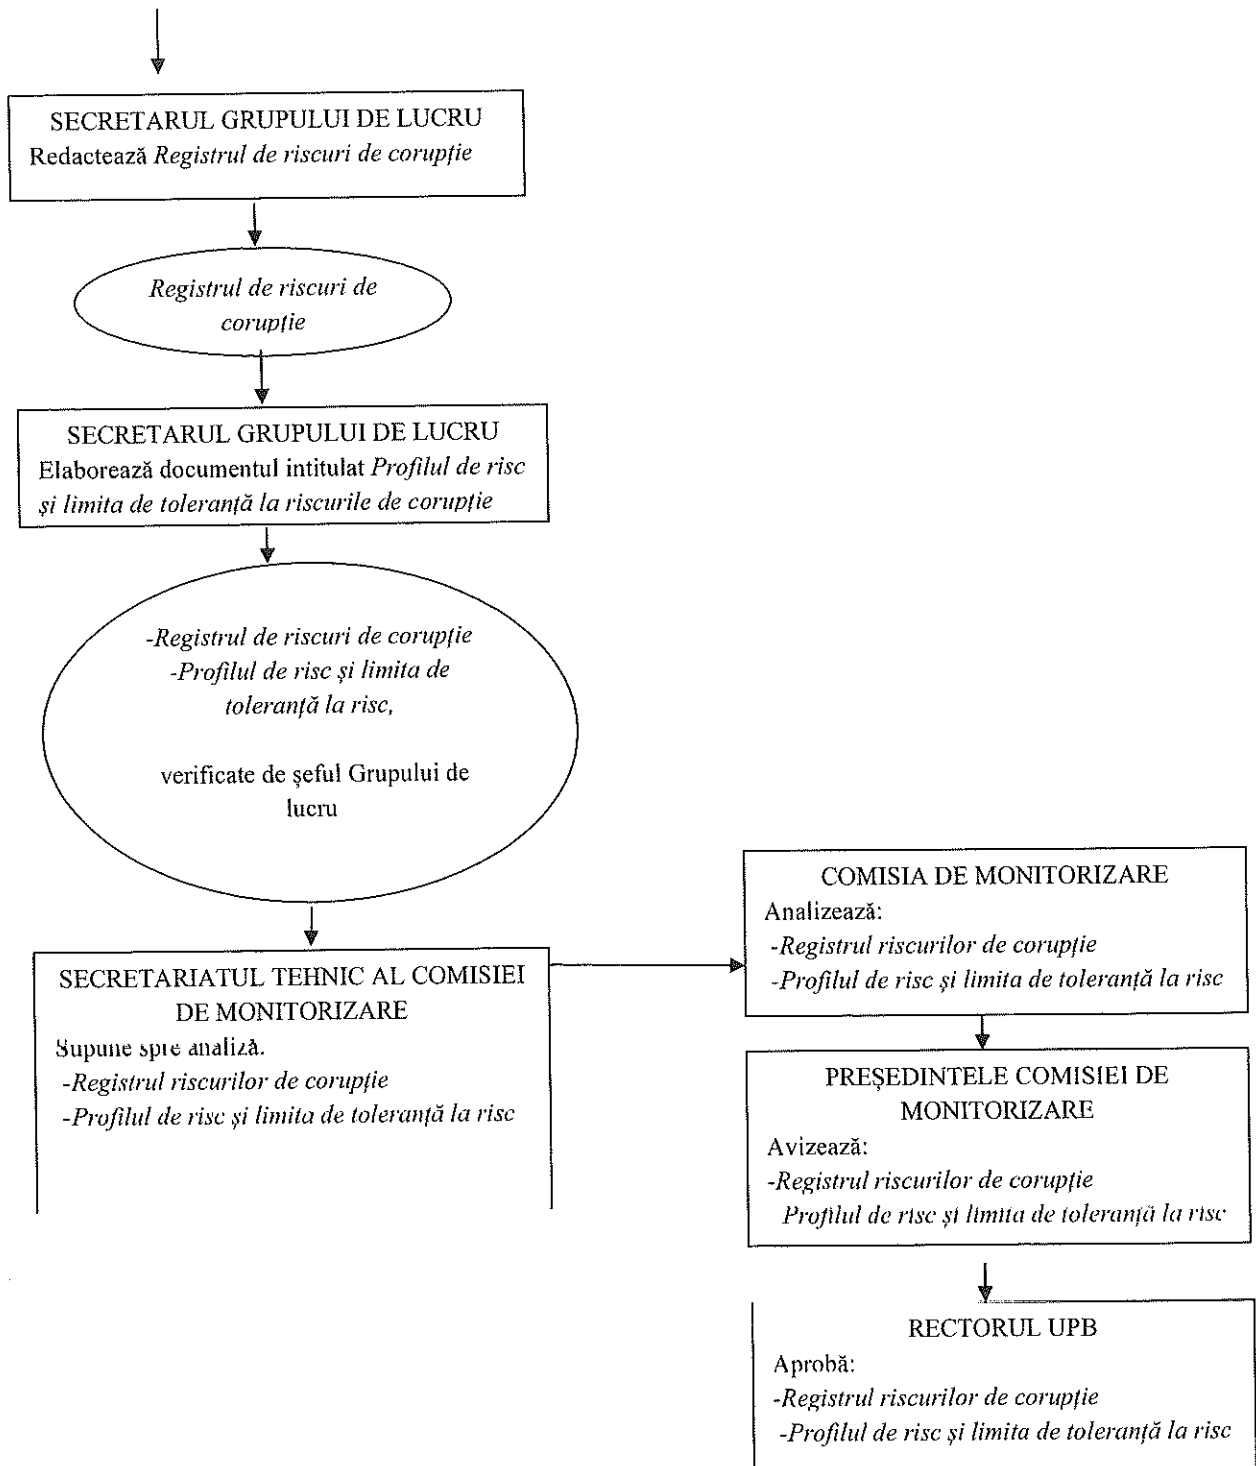 SECRETARUL GRUPULUI DE LUCRU
Redactează Registrul de riscuri de corupție
Registrul de riscuri de
corupție
SECRETARUL GRUPULUI DE LUCRU
Elaborează documentul intitulat Profilul de risc
și limita de toleranță la riscurile de corupție
-Registrul de riscuri de corupție
-Profilul de risc și limita de
toleranță la risc,
verificate de șeful Grupului de
lucru
SECRETARIATUL TEHNIC AL COMISIEI
DE MONITORIZARE
Supune spre analiză.
-Registrul riscurilor de corupție
-Profilul de risc și limita de toleranță la risc
COMISIA DE MONITORIZARE
Analizează:
-Registrul riscurilor de corupție
-Profilul de risc și limita de toleranță la risc
PREȘEDINTELE COMISIEI DE
MONITORIZARE
Avizează:
-Registrul riscurilor de corupție
Profilul de risc și limita de toleranță la risc
RECTORUL UPB
Aprobă:
-Registrul riscurilor de corupție
-Profilul de risc și limita de toleranță la risc